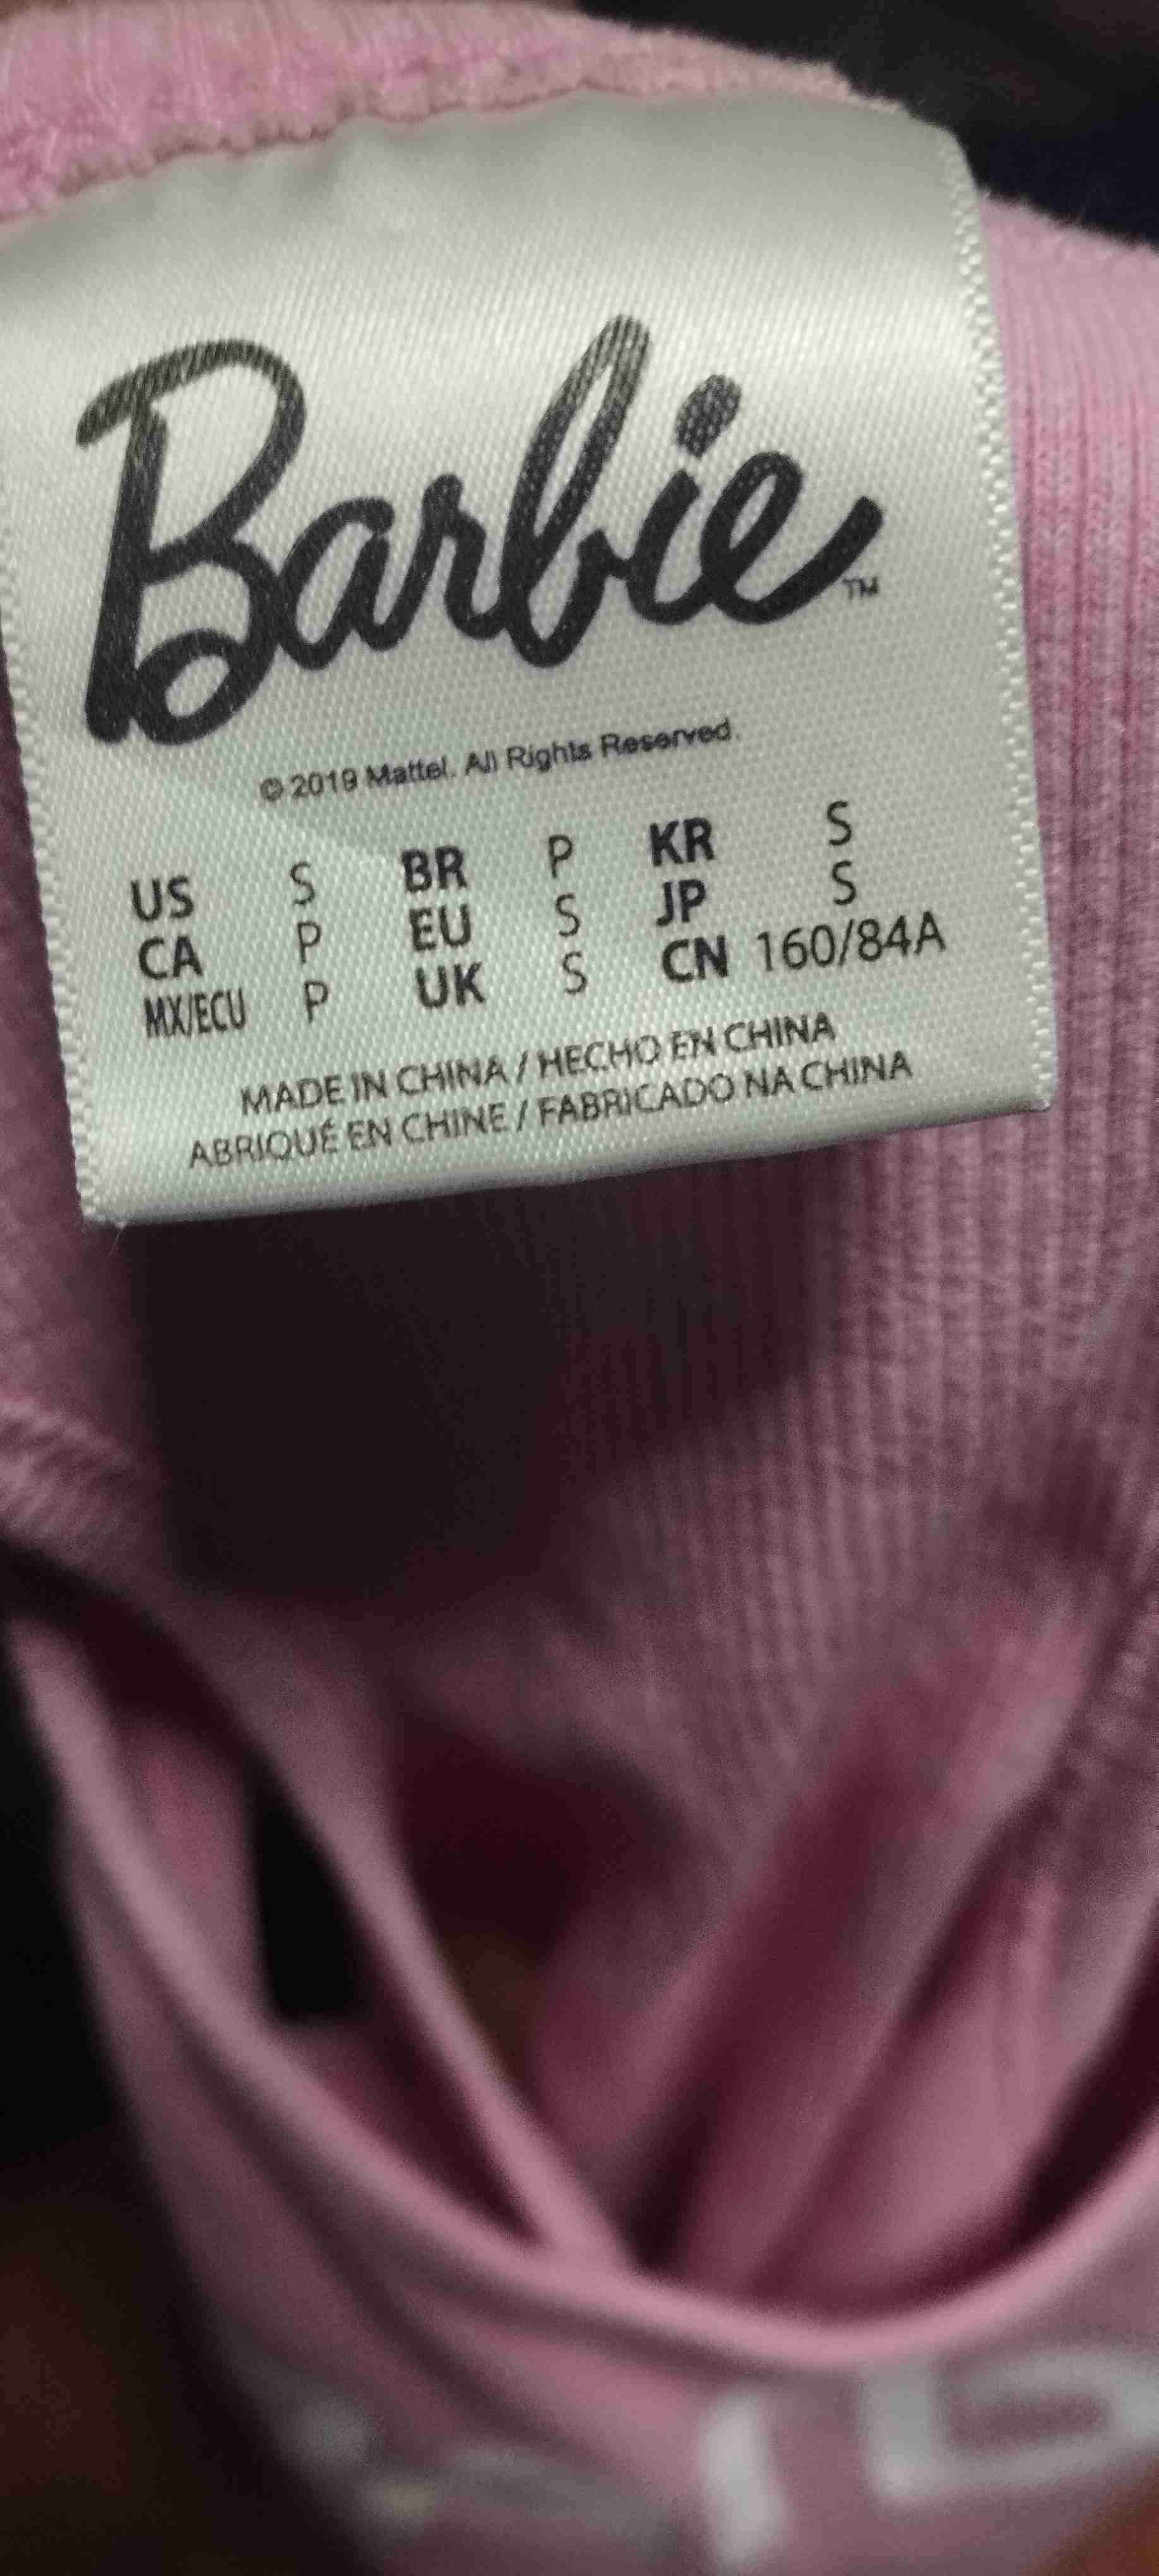 Barbie™
© 2019 Mattel. All Rights Reserved.
US S BR P KR S
CA P EU S JP S
MX/ECU P UK S CN 160/84A
MADE IN CHINA / HECHO EN CHINA
ABRIQUÉ EN CHINE / FABRICADO NA CHINA